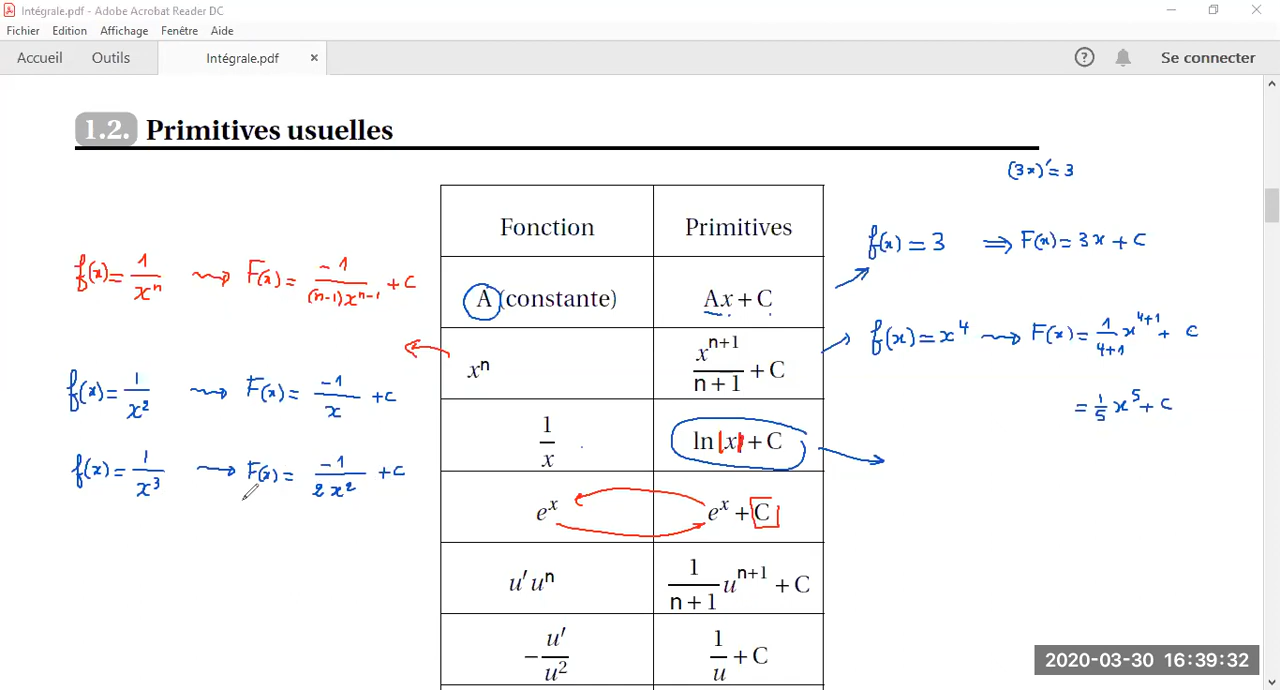 Intégrale.pdf - Adobe Acrobat Reader DC
Fichier Edition Affichage Fenêtre Aide
Accueil Outils Intégrale.pdf × ? Se connecter
1.2. Primitives usuelles
(3x)' = 3
Fonction Primitives
f(x) = 3 ⟹ F(x) = 3x + C
f(x) = 1/xⁿ ⇝ F(x) = -1/((n-1)xⁿ⁻¹) + C
A (constante) Ax + C
f(x) = x⁴ ⇝ F(x) = 1/(4+1) x⁴⁺¹ + C
xⁿ xⁿ⁺¹/(n+1) + C
f(x) = 1/x² ⇝ F(x) = -1/x + C
= 1/5 x⁵ + C
1/x ln|x| + C
f(x) = 1/x³ ⇝ F(x) = -1/(2x²) + C
eˣ eˣ + C
u'uⁿ 1/(n+1) uⁿ⁺¹ + C
-u'/u² 1/u + C
2020-03-30 16:39:32